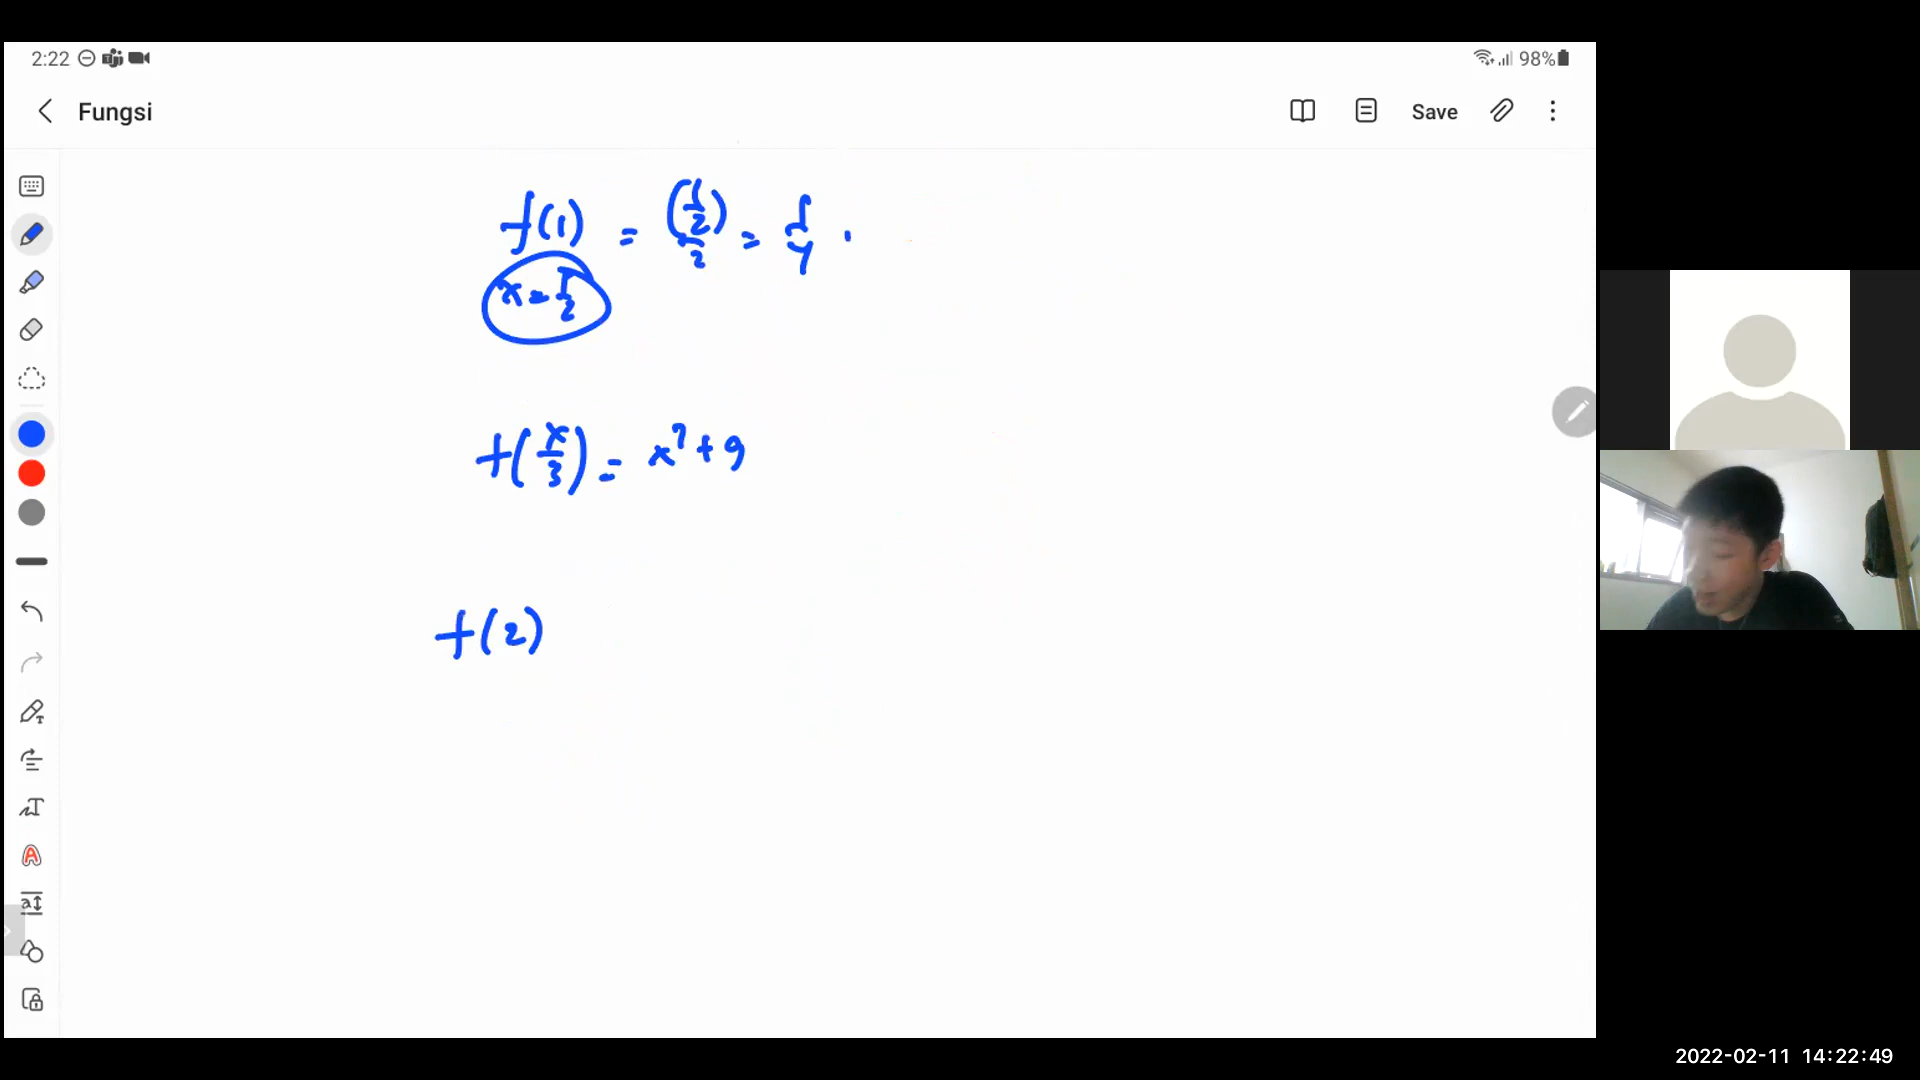 2:22 98%
Fungsi Save
f(1) = (1/2)/2 = 1/4 .
x = 1/2
f(x/3) = x⁷ + 9
f(2)
2022-02-11 14:22:49